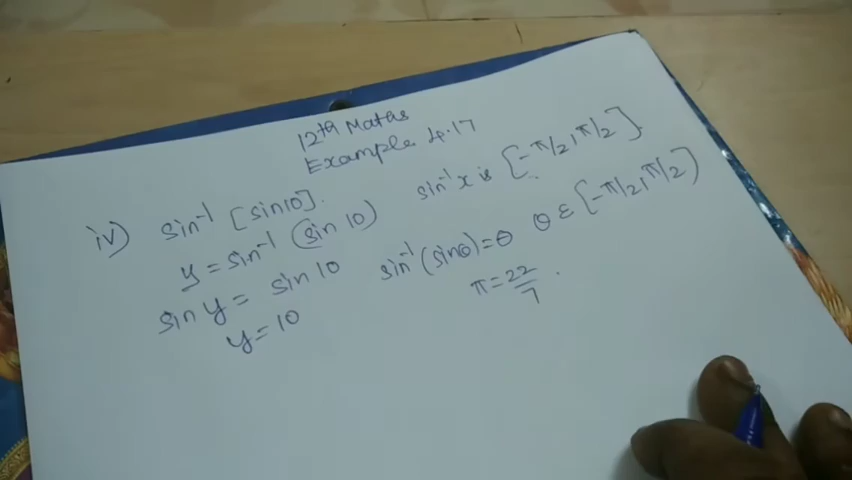 12th Maths
Example 4.17
iv) sin⁻¹ [sin10].
sin⁻¹x is [-π/2, π/2].
y = sin⁻¹ (sin 10)
sin⁻¹(sinθ) = θ θ ε [-π/2, π/2]
sin y = sin 10
π = 22/7.
y = 10